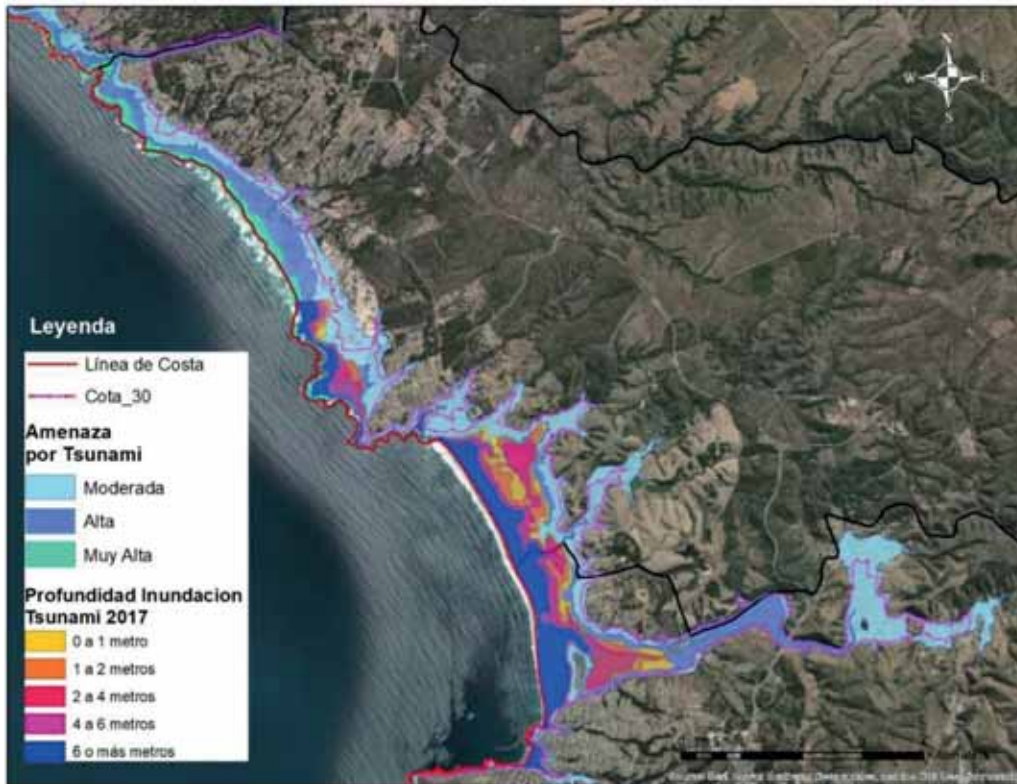 N
W E
S
Leyenda
Línea de Costa
Cota_30
Amenaza
por Tsunami
Moderada
Alta
Muy Alta
Profundidad Inundacion
Tsunami 2017
0 a 1 metro
1 a 2 metros
2 a 4 metros
4 a 6 metros
6 o más metros